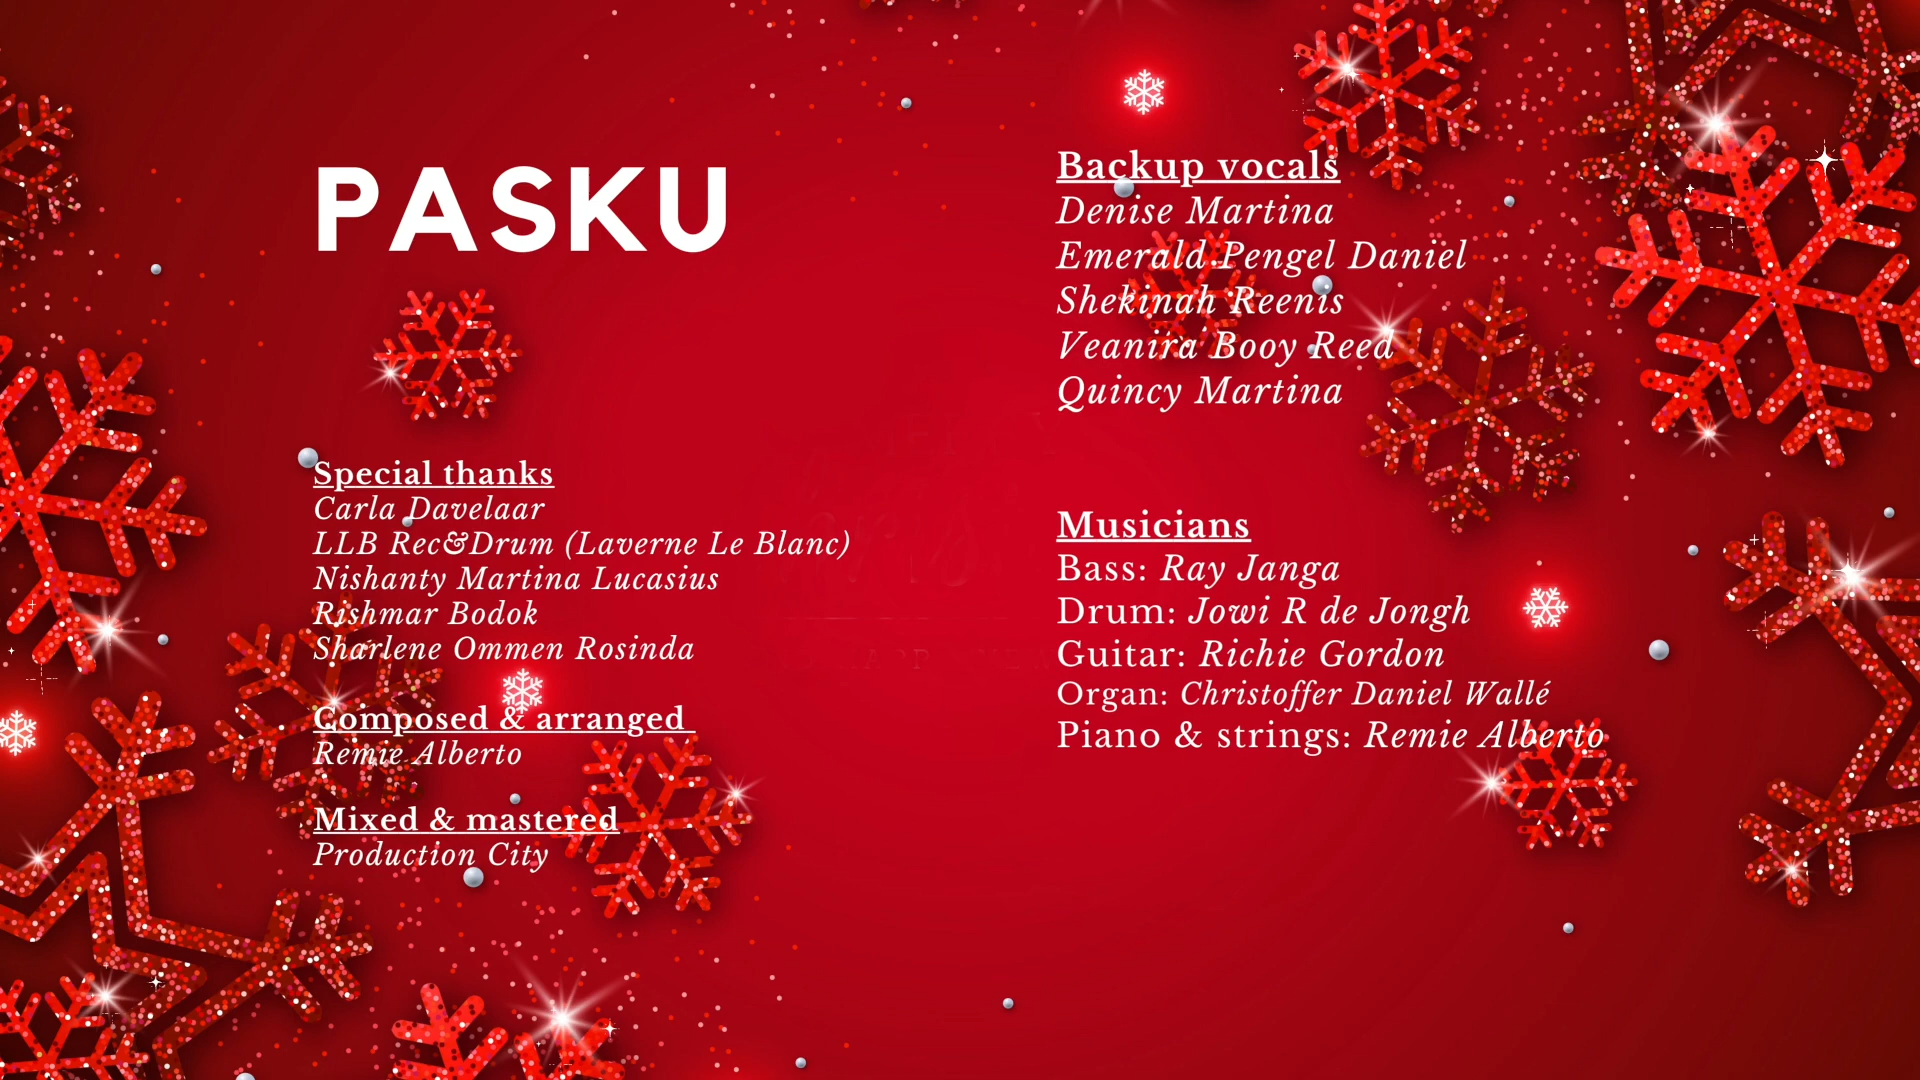 PASKU
Special thanks
Carla Davelaar
LLB Rec&Drum (Laverne Le Blanc)
Nishanty Martina Lucasius
Rishmar Bodok
Sharlene Ommen Rosinda
Composed & arranged
Remie Alberto
Mixed & mastered
Production City
Backup vocals
Denise Martina
Emerald Pengel Daniel
Shekinah Reenis
Veanira Booy Reed
Quincy Martina
Musicians
Bass: Ray Janga
Drum: Jowi R de Jongh
Guitar: Richie Gordon
Organ: Christoffer Daniel Wallé
Piano & strings: Remie Alberto